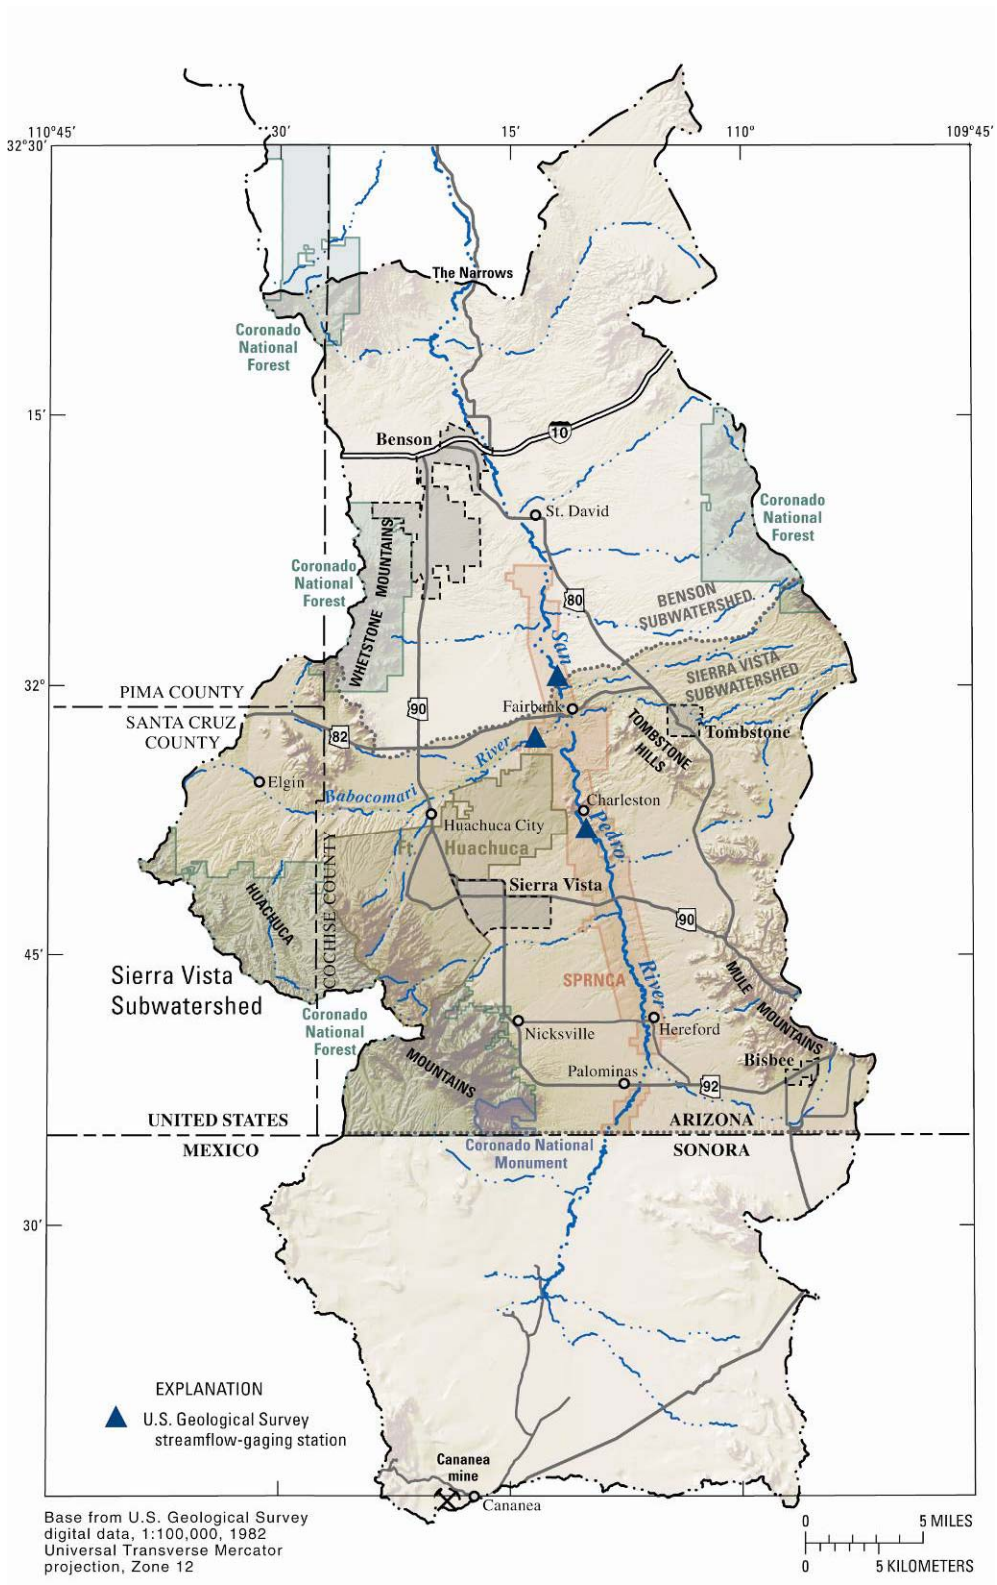 110°45′
30′
15′
110°
109°45′
32°30′
The Narrows
Coronado
National
Forest
15′
10
Benson
St. David
Coronado
National
Forest
WHETSTONE MOUNTAINS
Coronado
National
Forest
80
BENSON
SUBWATERSHED
San
SIERRA VISTA
SUBWATERSHED
32°
PIMA COUNTY
SANTA CRUZ
COUNTY
90
Fairbank
82
TOMBSTONE
HILLS
Tombstone
River
Elgin
Babocomari
Charleston
Pedro
Huachuca City
Ft. Huachuca
Sierra Vista
HUACHUCA
COCHISE COUNTY
90
45′
Sierra Vista
Subwatershed
SPRNCA
River
MULE MOUNTAINS
Coronado
National
Forest
Nicksville
Hereford
MOUNTAINS
Bisbee
Palominas
92
UNITED STATES
ARIZONA
MEXICO
Coronado National
Monument
SONORA
30′
EXPLANATION
U.S. Geological Survey
streamflow-gaging station
Cananea
mine
Cananea
Base from U.S. Geological Survey
digital data, 1:100,000, 1982
Universal Transverse Mercator
projection, Zone 12
0 5 MILES
0 5 KILOMETERS